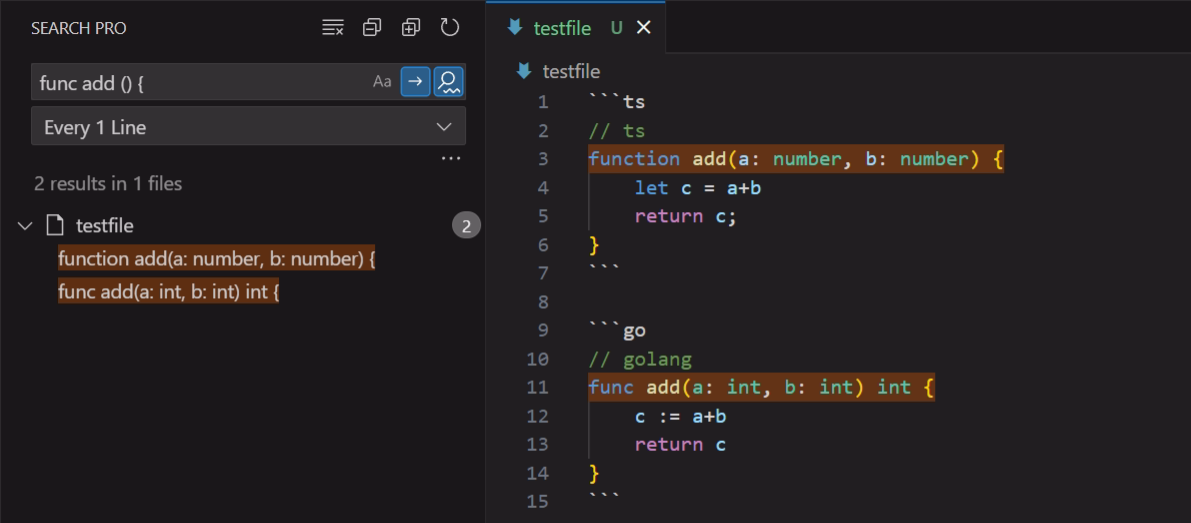 SEARCH PRO
func add () {
Aa
Every 1 Line
2 results in 1 files
testfile
2
function add(a: number, b: number) {
func add(a: int, b: int) int {
testfile U
testfile
1 ```ts
2 // ts
3 function add(a: number, b: number) {
4 let c = a+b
5 return c;
6 }
7 ```
8
9 ```go
10 // golang
11 func add(a: int, b: int) int {
12 c := a+b
13 return c
14 }
15 ```